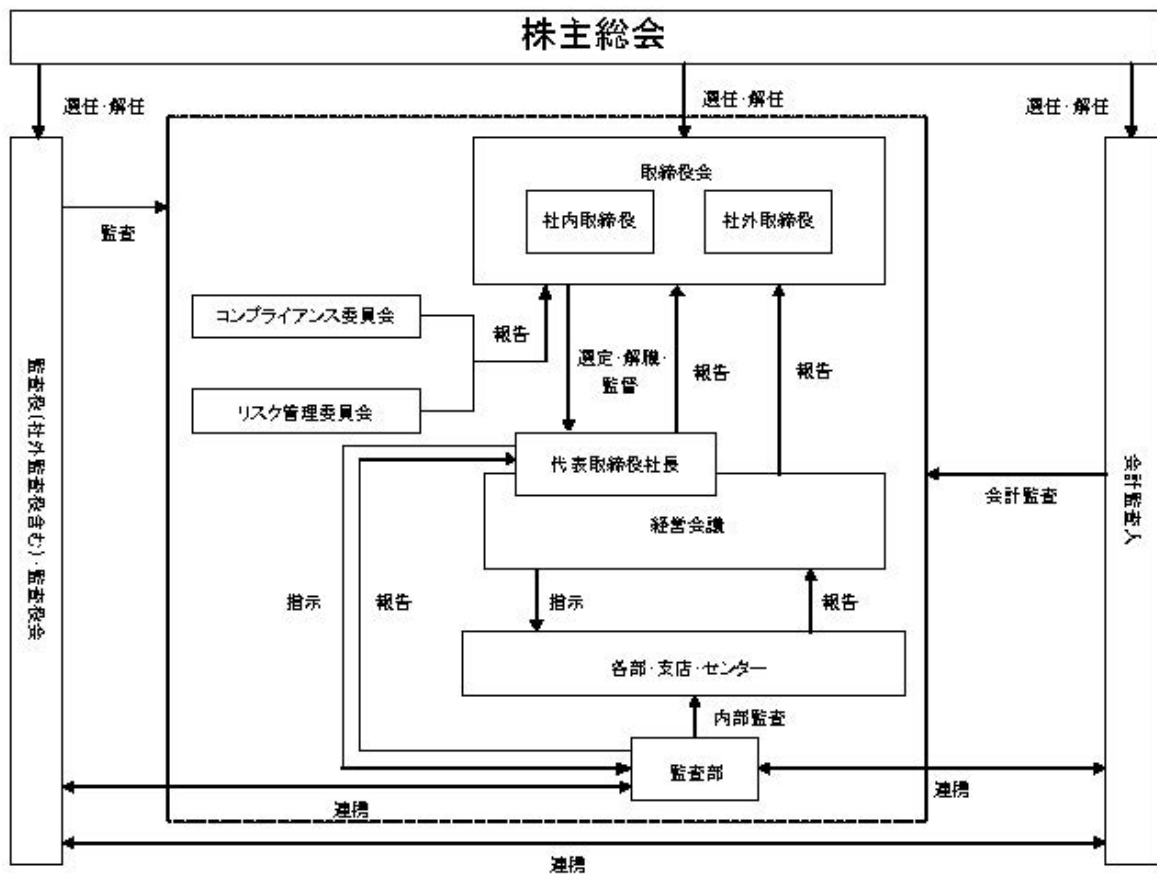 株主総会
選任・解任
選任・解任
選任・解任
取締役会
社内取締役
社外取締役
監査
コンプライアンス委員会
リスク管理委員会
報告
選定・解職・
監督
報告
報告
代表取締役社長
経営会議
会計監査
監査役(社外監査役含む)・監査役会
会計監査人
指示
報告
指示
報告
各部・支店・センター
内部監査
監査部
連携
連携
連携